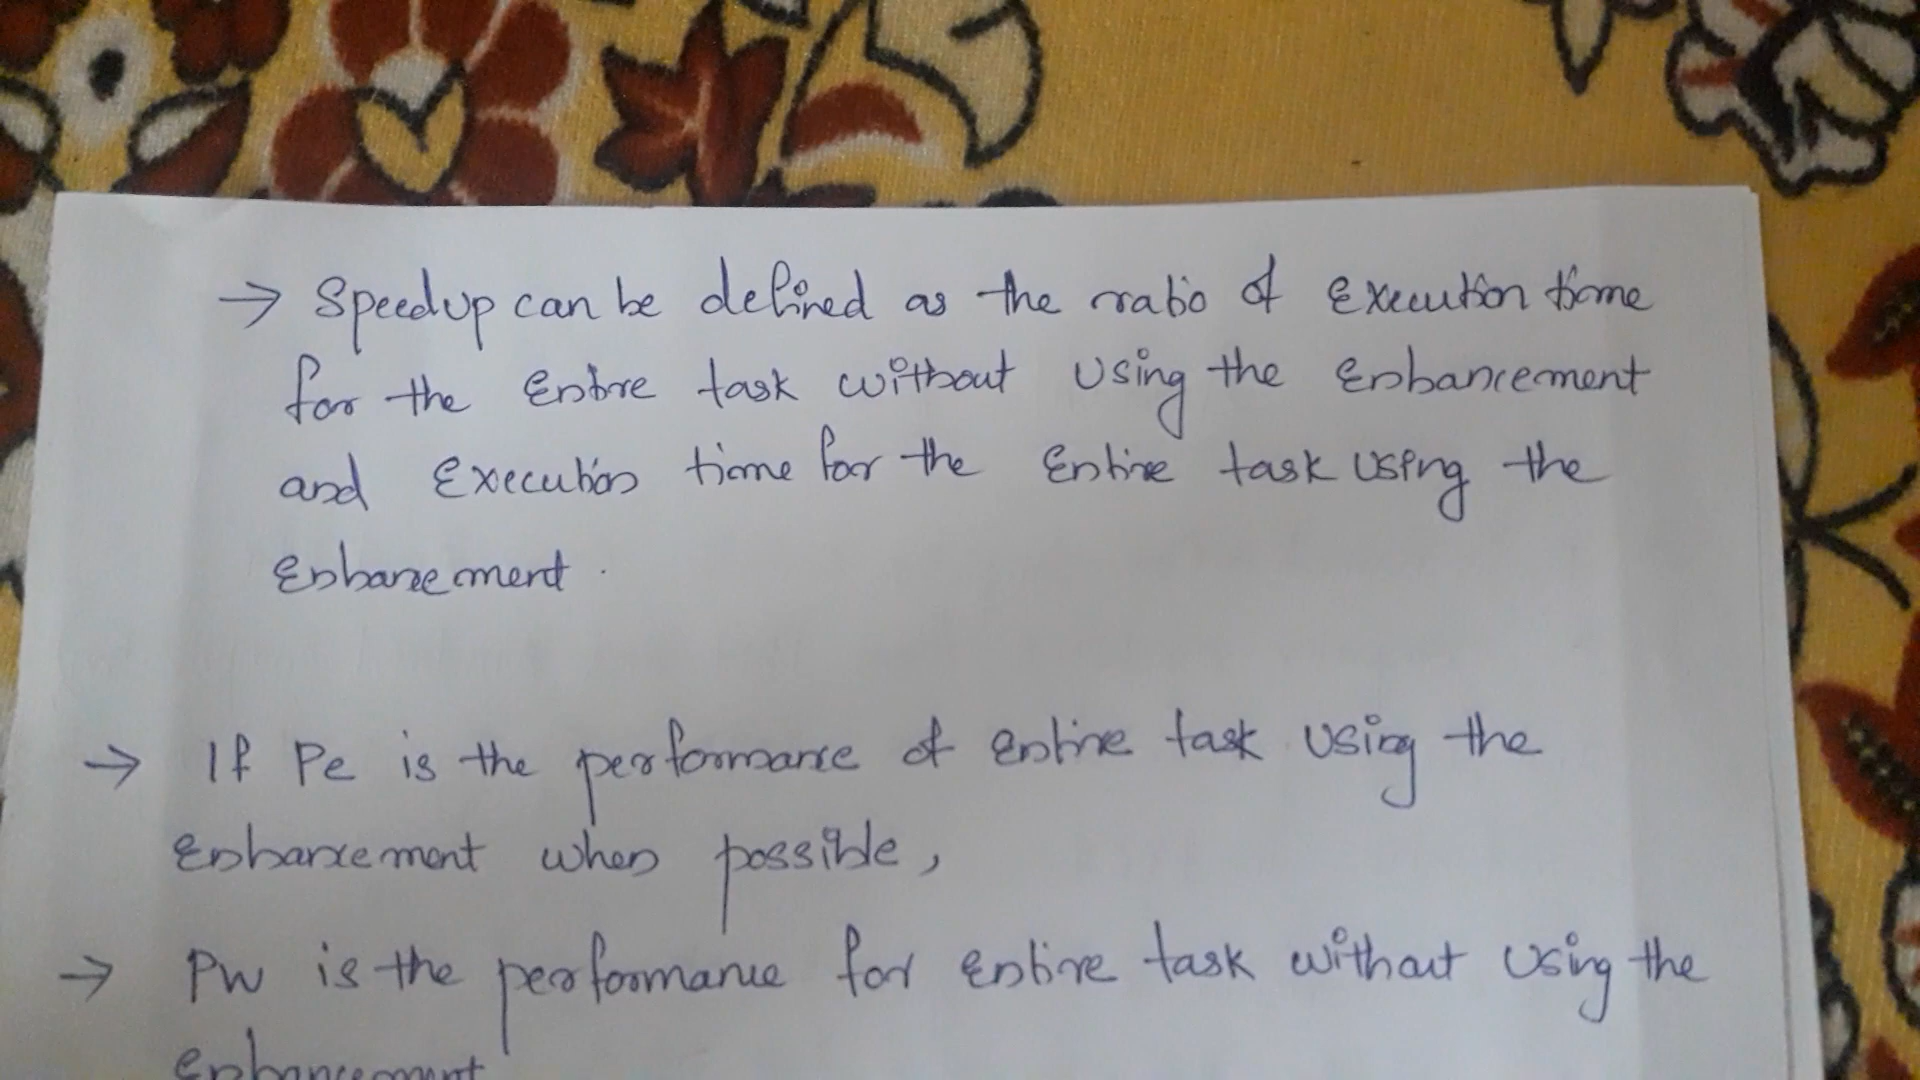 → Speedup can be defined as the ratio of Execution time
for the Entire task without Using the Enhancement
and Execution time for the Entire task Using the
Enhancement.
→ If Pe is the performance of entire task Using the
Enhancement when possible,
→ Pw is the performance for entire task without Using the
Enhancement